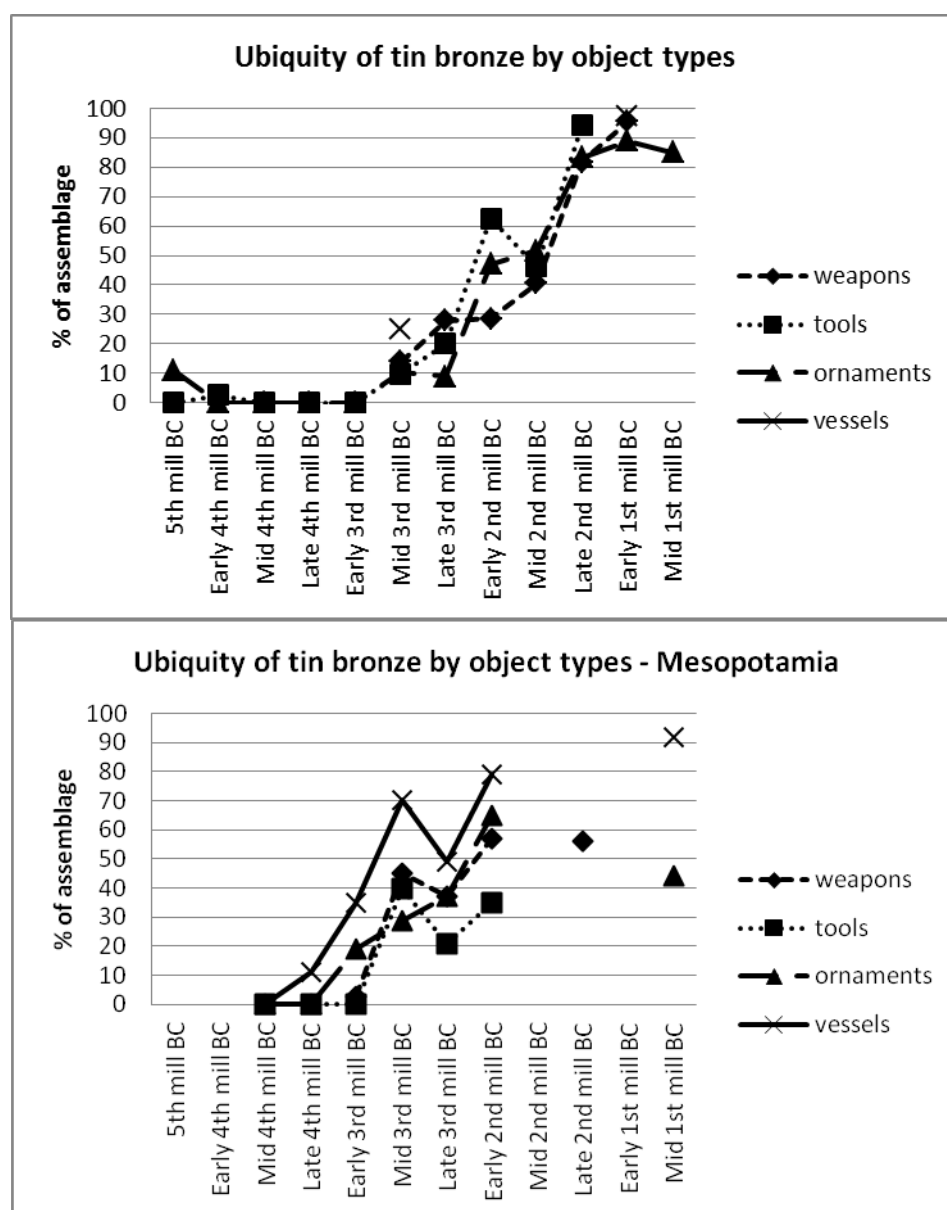 Ubiquity of tin bronze by object types
100
90
80
70
60
50
40
30
20
10
0
% of assemblage
5th mill BC
Early 4th mill BC
Mid 4th mill BC
Late 4th mill BC
Early 3rd mill BC
Mid 3rd mill BC
Late 3rd mill BC
Early 2nd mill BC
Mid 2nd mill BC
Late 2nd mill BC
Early 1st mill BC
Mid 1st mill BC
weapons
tools
ornaments
vessels
Ubiquity of tin bronze by object types - Mesopotamia
100
90
80
70
60
50
40
30
20
10
0
% of assemblage
5th mill BC
Early 4th mill BC
Mid 4th mill BC
Late 4th mill BC
Early 3rd mill BC
Mid 3rd mill BC
Late 3rd mill BC
Early 2nd mill BC
Mid 2nd mill BC
Late 2nd mill BC
Early 1st mill BC
Mid 1st mill BC
weapons
tools
ornaments
vessels